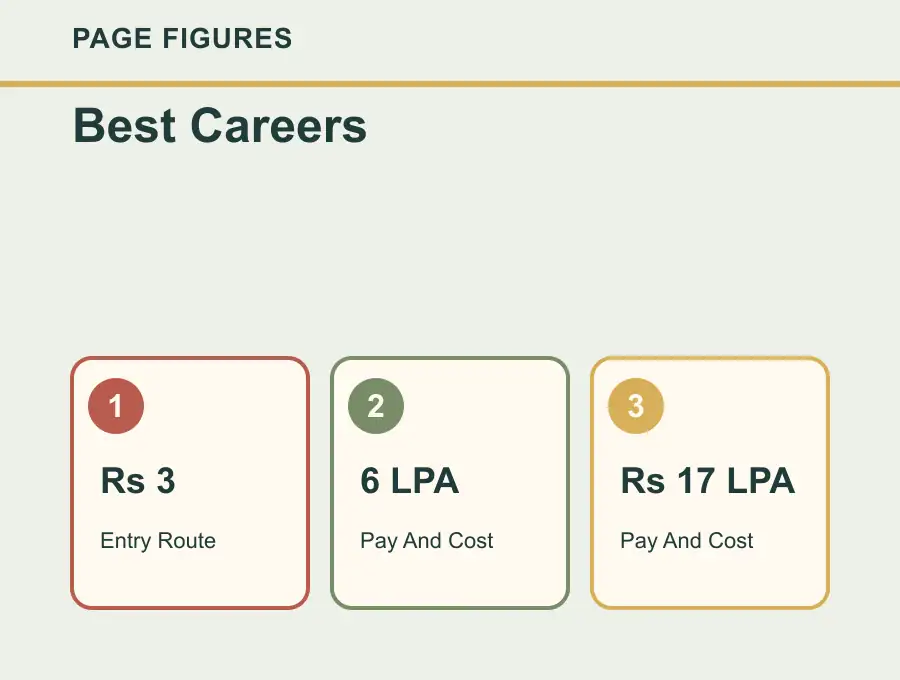 PAGE FIGURES
Best Careers
1
Rs 3
Entry Route
2
6 LPA
Pay And Cost
3
Rs 17 LPA
Pay And Cost